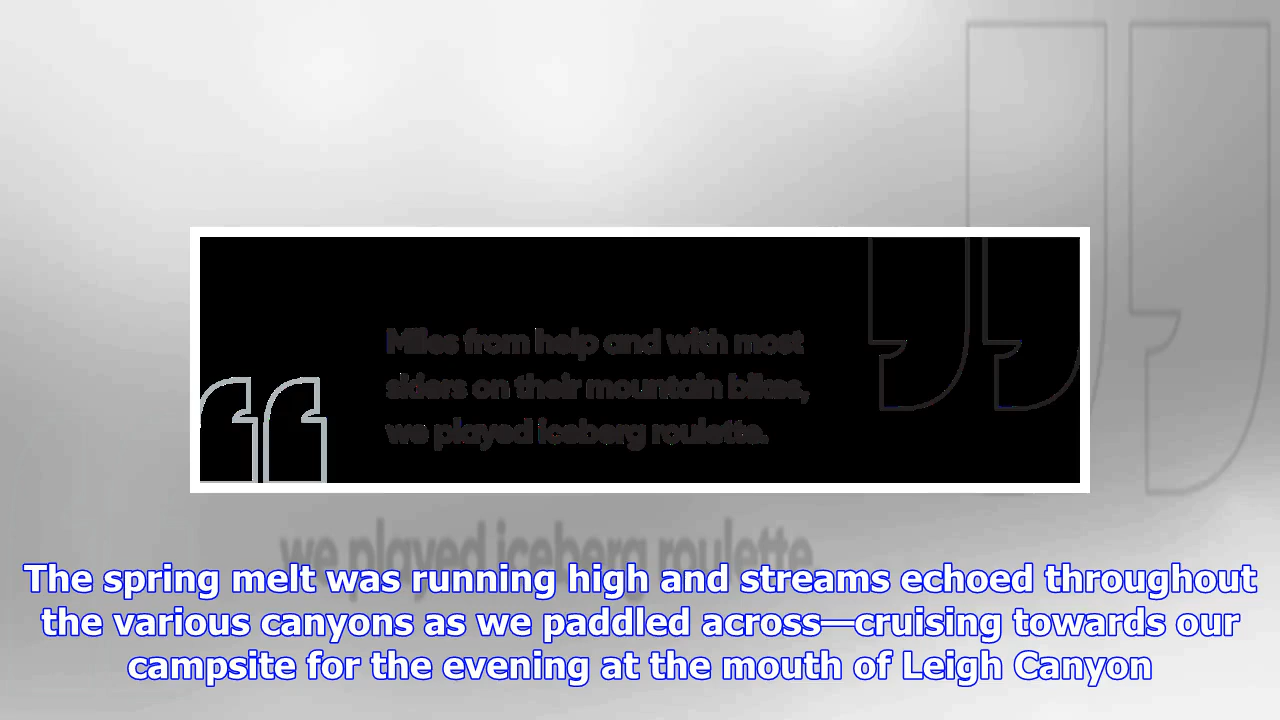 Miles from help and with most
skiers on their mountain bikes,
we played iceberg roulette.
we played iceberg roulette
The spring melt was running high and streams echoed throughout
the various canyons as we paddled across—cruising towards our
campsite for the evening at the mouth of Leigh Canyon